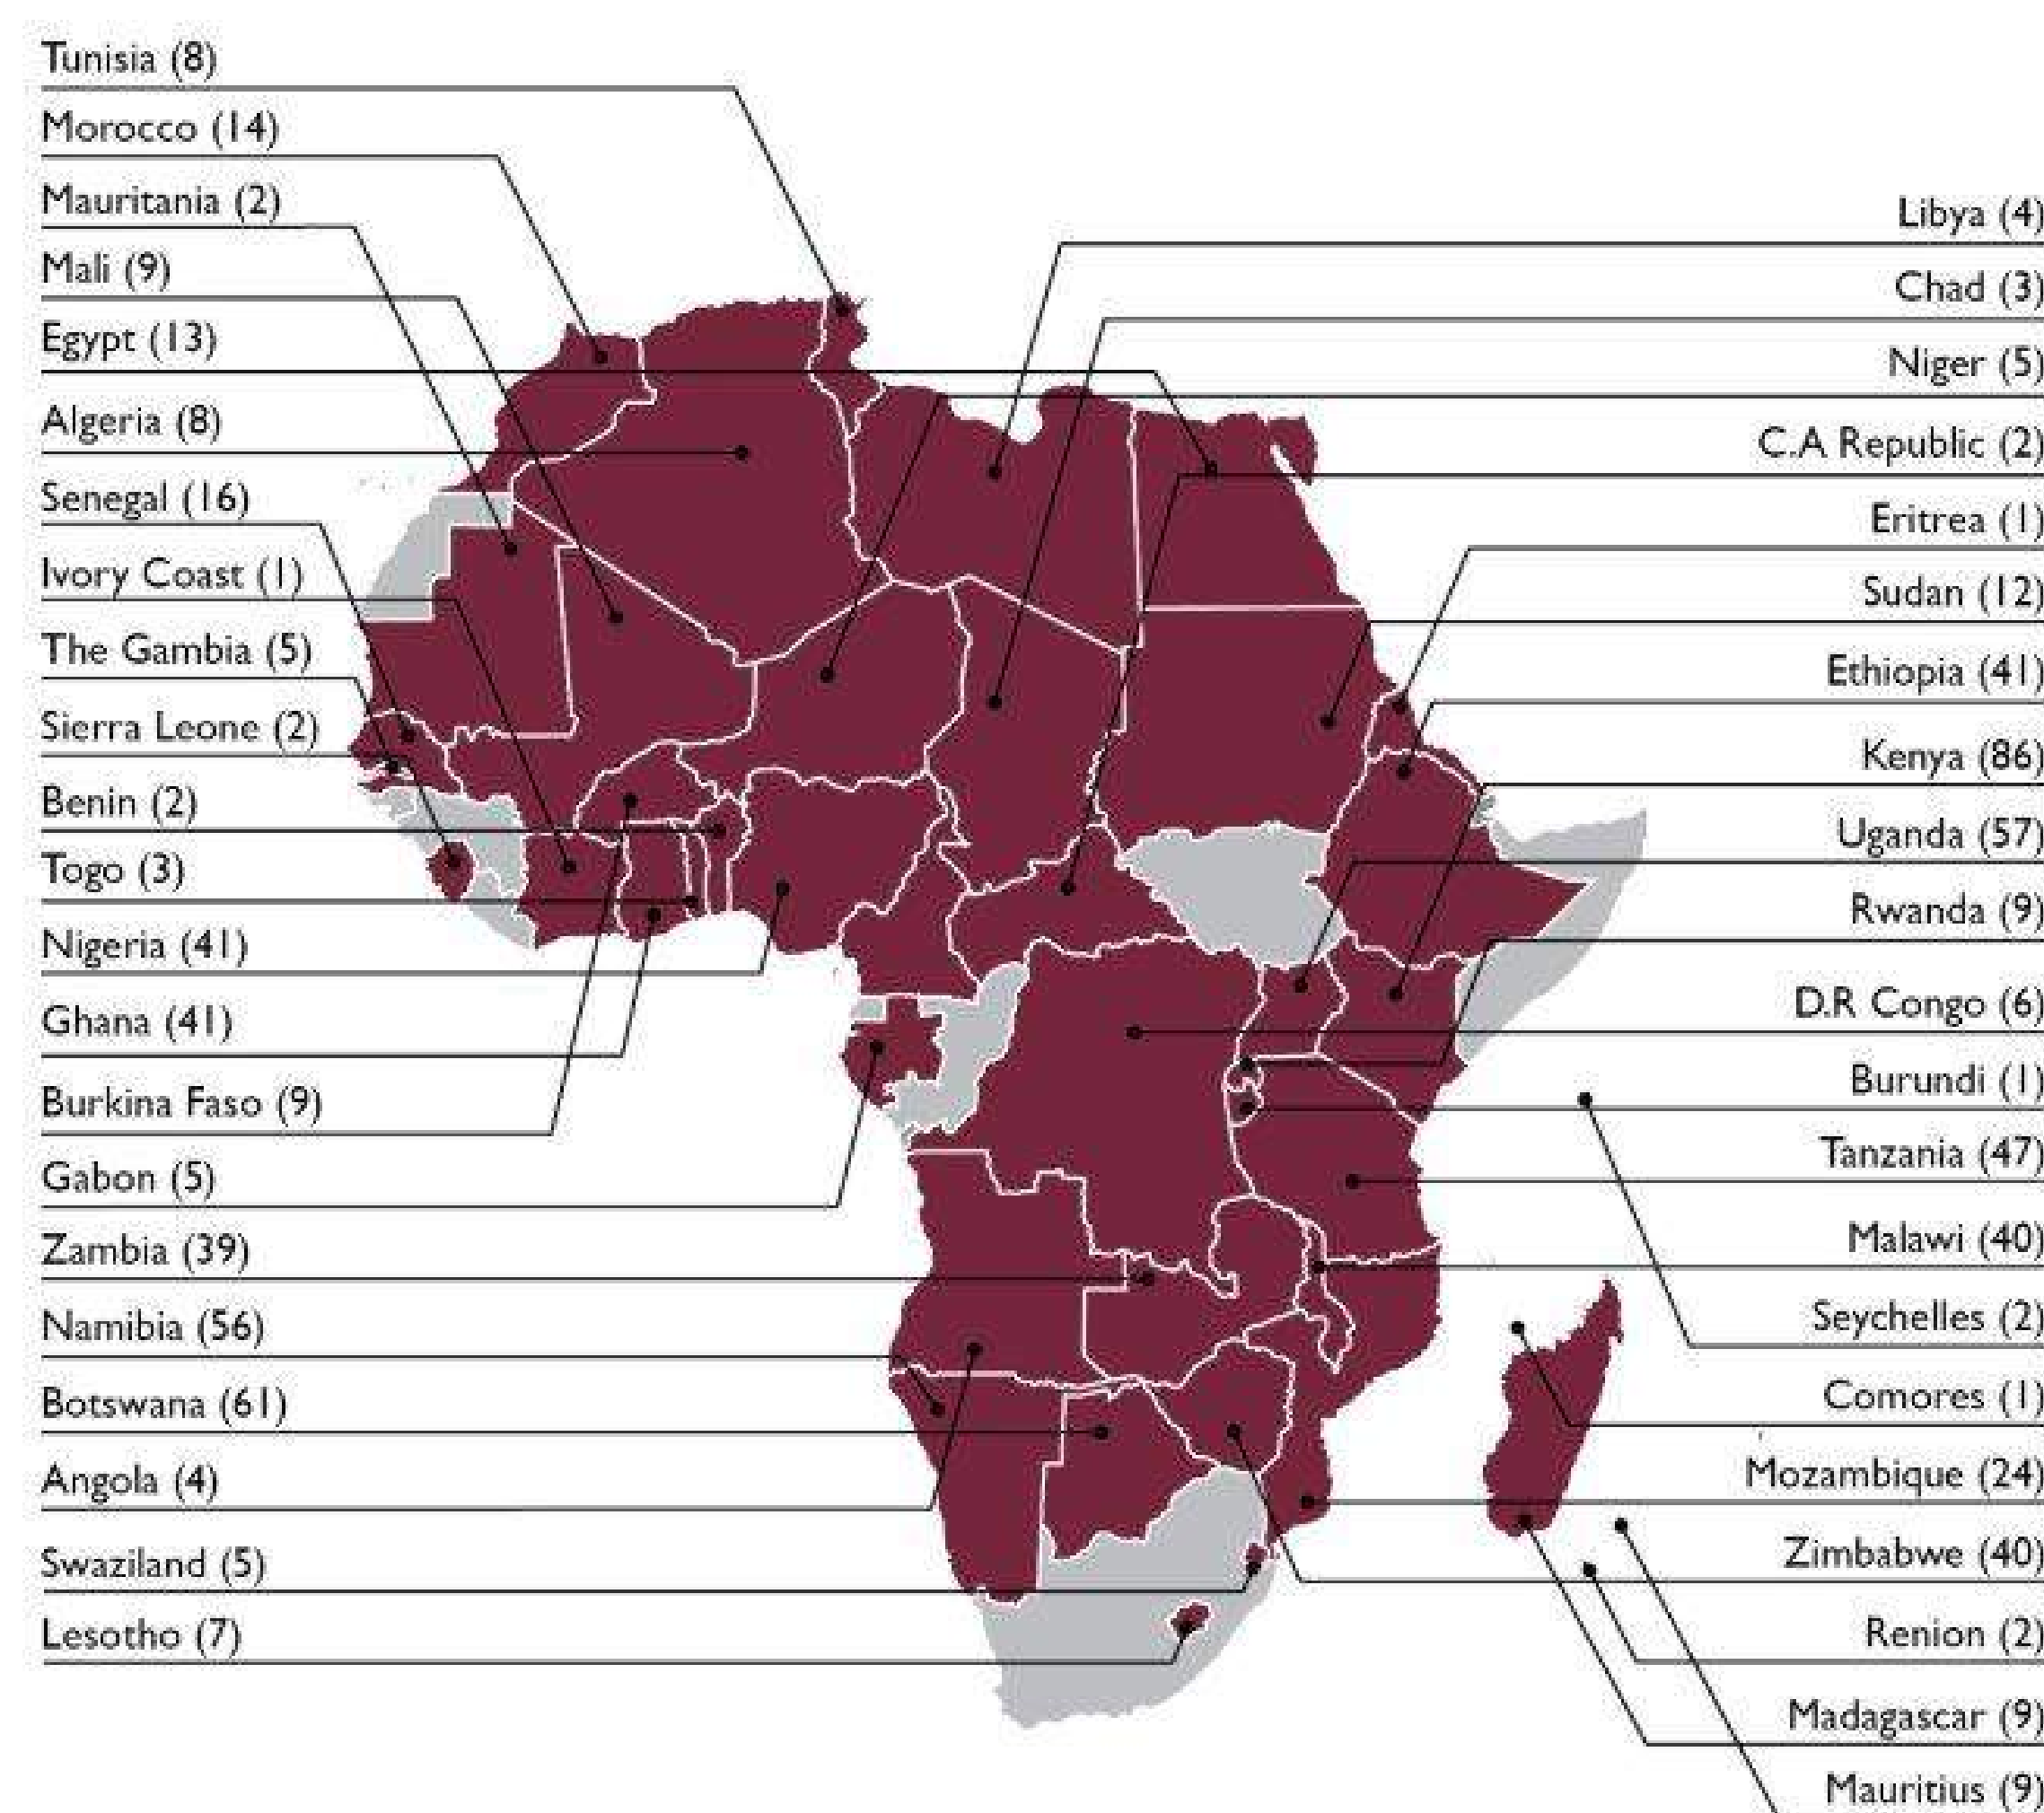 Tunisia (8)
Morocco (14)
Mauritania (2)
Mali (9)
Egypt (13)
Algeria (8)
Senegal (16)
Ivory Coast (1)
The Gambia (5)
Sierra Leone (2)
Benin (2)
Togo (3)
Nigeria (41)
Ghana (41)
Burkina Faso (9)
Gabon (5)
Zambia (39)
Namibia (56)
Botswana (61)
Angola (4)
Swaziland (5)
Lesotho (7)
Libya (4)
Chad (3)
Niger (5)
C.A Republic (2)
Eritrea (1)
Sudan (12)
Ethiopia (41)
Kenya (86)
Uganda (57)
Rwanda (9)
D.R Congo (6)
Burundi (1)
Tanzania (47)
Malawi (40)
Seychelles (2)
Comores (1)
Mozambique (24)
Zimbabwe (40)
Renion (2)
Madagascar (9)
Mauritius (9)